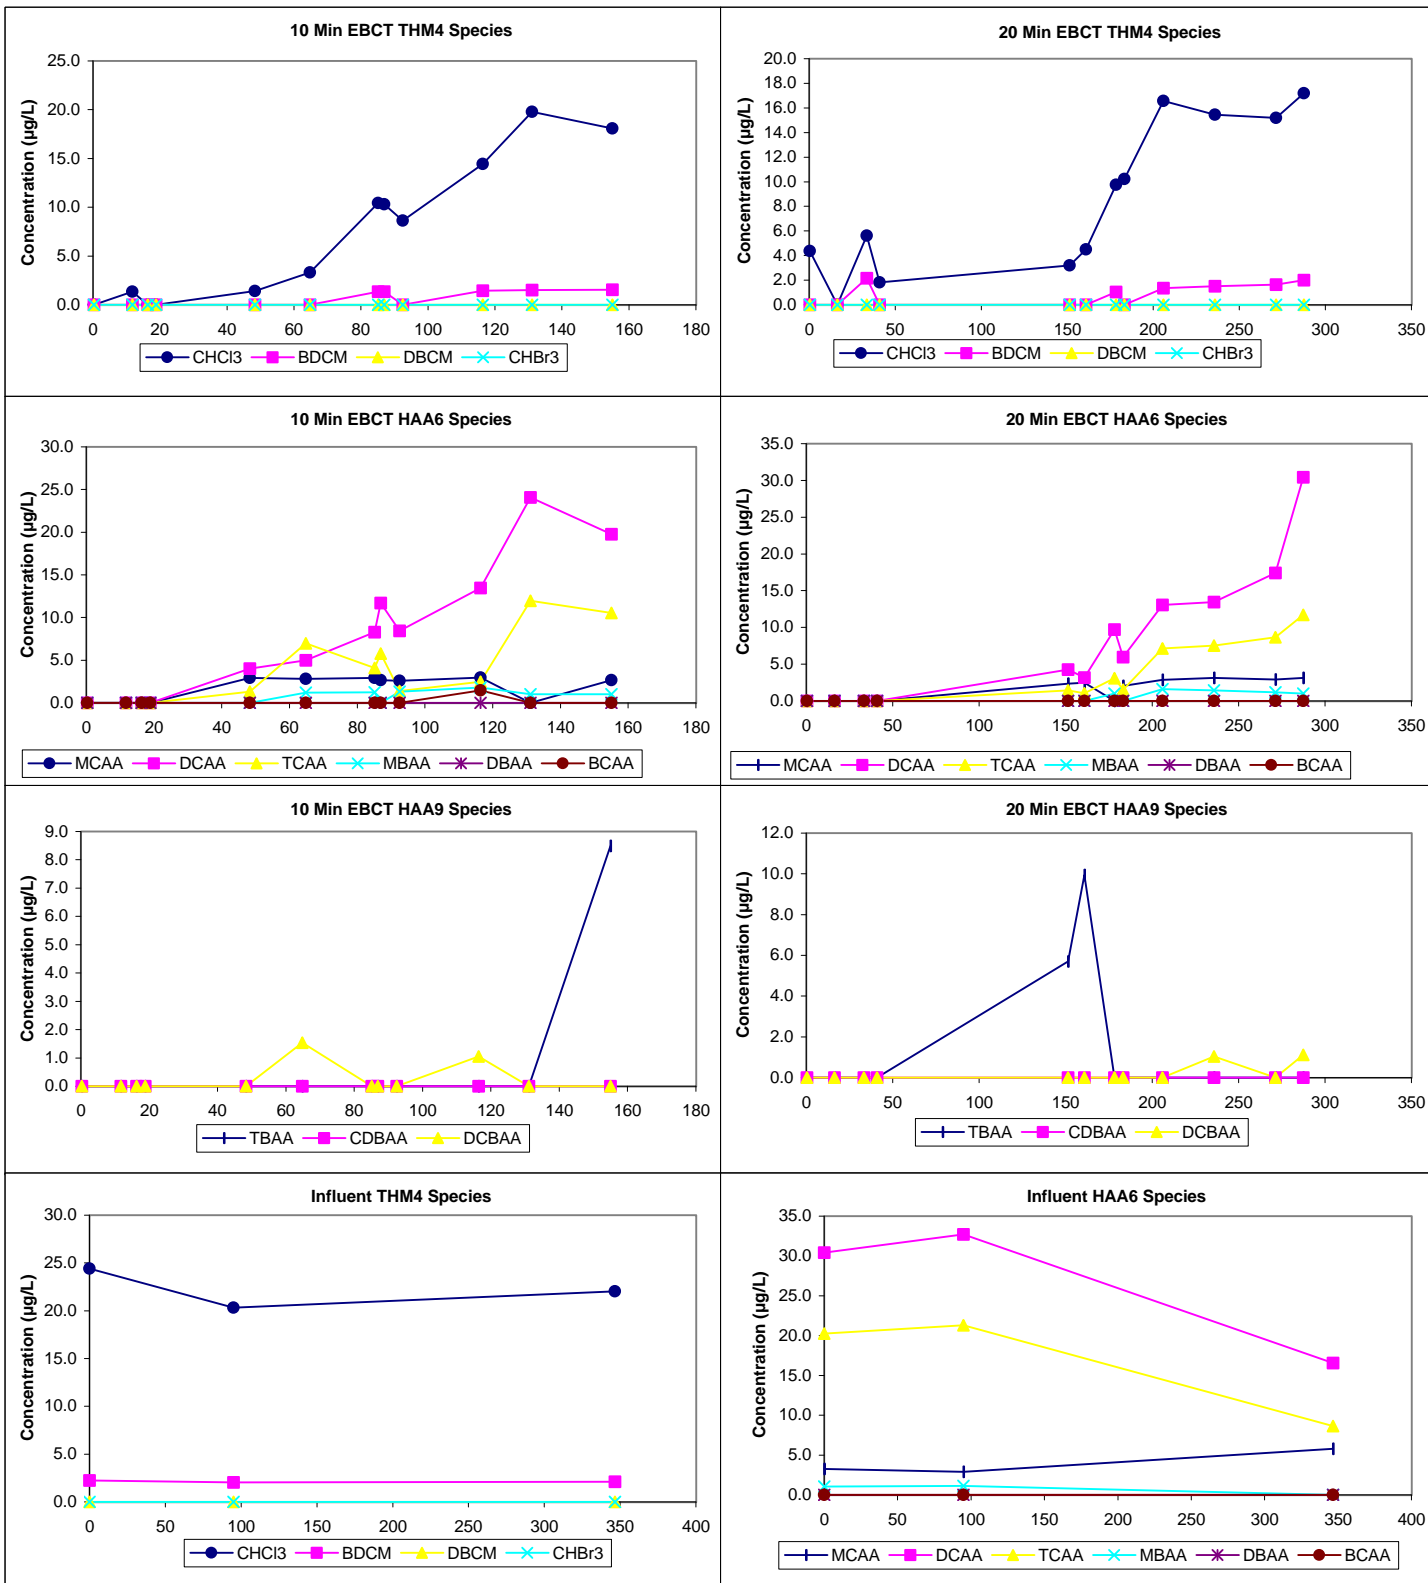 10 Min EBCT THM4 Species
Concentration (µg/L)
25.0
20.0
15.0
10.0
5.0
0.0
0 20 40 60 80 100 120 140 160 180
CHCl3 BDCM DBCM CHBr3
20 Min EBCT THM4 Species
Concentration (µg/L)
20.0
18.0
16.0
14.0
12.0
10.0
8.0
6.0
4.0
2.0
0.0
0 50 100 150 200 250 300 350
CHCl3 BDCM DBCM CHBr3
10 Min EBCT HAA6 Species
Concentration (µg/L)
30.0
25.0
20.0
15.0
10.0
5.0
0.0
0 20 40 60 80 100 120 140 160 180
MCAA DCAA TCAA MBAA DBAA BCAA
20 Min EBCT HAA6 Species
Concentration (µg/L)
35.0
30.0
25.0
20.0
15.0
10.0
5.0
0.0
0 50 100 150 200 250 300 350
MCAA DCAA TCAA MBAA DBAA BCAA
10 Min EBCT HAA9 Species
Concentration (µg/L)
9.0
8.0
7.0
6.0
5.0
4.0
3.0
2.0
1.0
0.0
0 20 40 60 80 100 120 140 160 180
TBAA CDBAA DCBAA
20 Min EBCT HAA9 Species
Concentration (µg/L)
12.0
10.0
8.0
6.0
4.0
2.0
0.0
0 50 100 150 200 250 300 350
TBAA CDBAA DCBAA
Influent THM4 Species
Concentration (µg/L)
30.0
25.0
20.0
15.0
10.0
5.0
0.0
0 50 100 150 200 250 300 350 400
CHCl3 BDCM DBCM CHBr3
Influent HAA6 Species
Concentration (µg/L)
35.0
30.0
25.0
20.0
15.0
10.0
5.0
0.0
0 50 100 150 200 250 300 350 400
MCAA DCAA TCAA MBAA DBAA BCAA